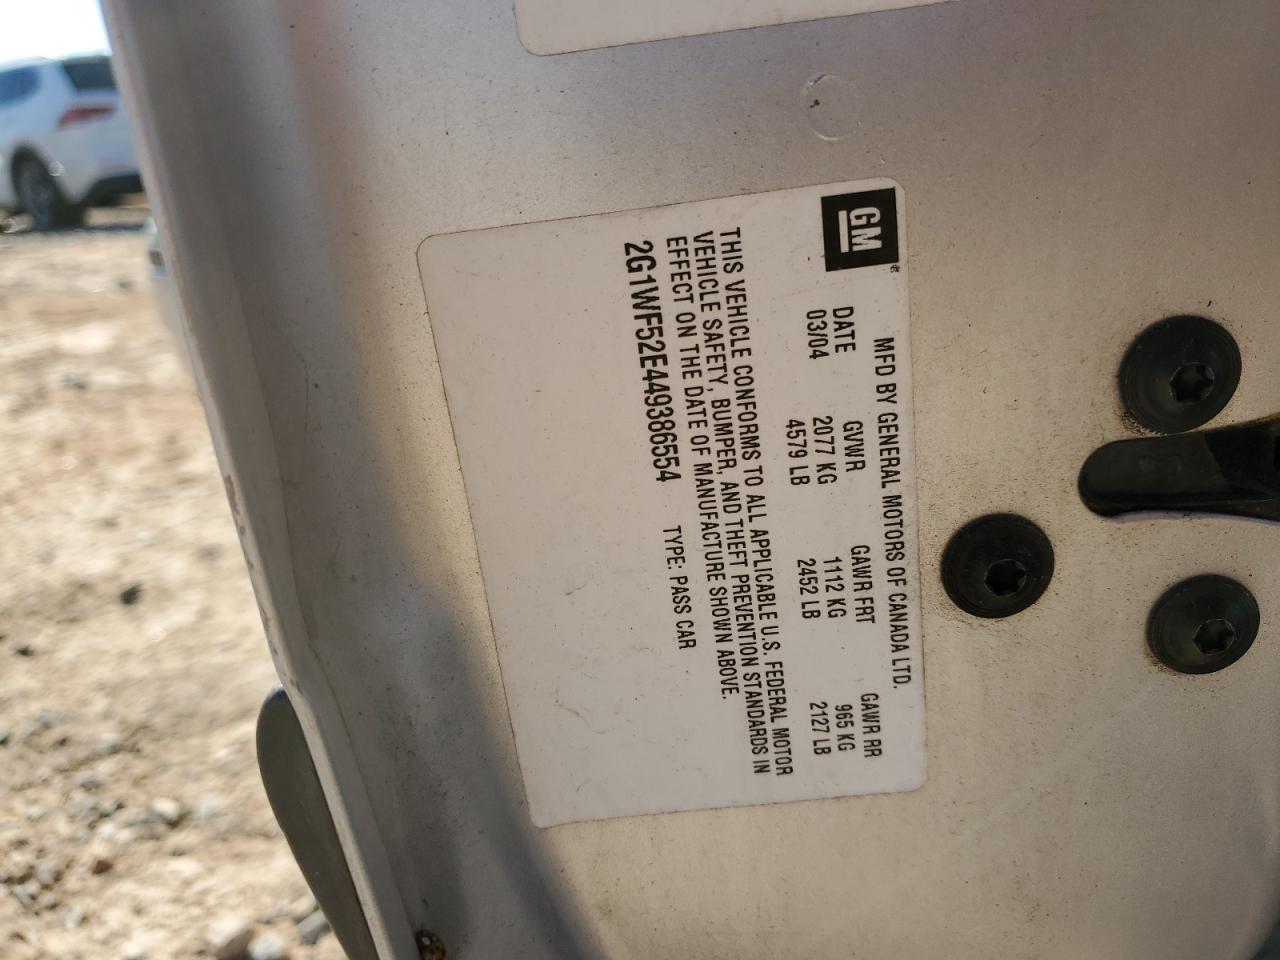 GM
MFD BY GENERAL MOTORS OF CANADA LTD.
DATE GVWR GAWR FRT GAWR RR
03/04 2077 KG 1112 KG 965 KG
4579 LB 2452 LB 2127 LB
THIS VEHICLE CONFORMS TO ALL APPLICABLE U.S. FEDERAL MOTOR
VEHICLE SAFETY, BUMPER, AND THEFT PREVENTION STANDARDS IN
EFFECT ON THE DATE OF MANUFACTURE SHOWN ABOVE.
2G1WF52E449386554 TYPE: PASS CAR